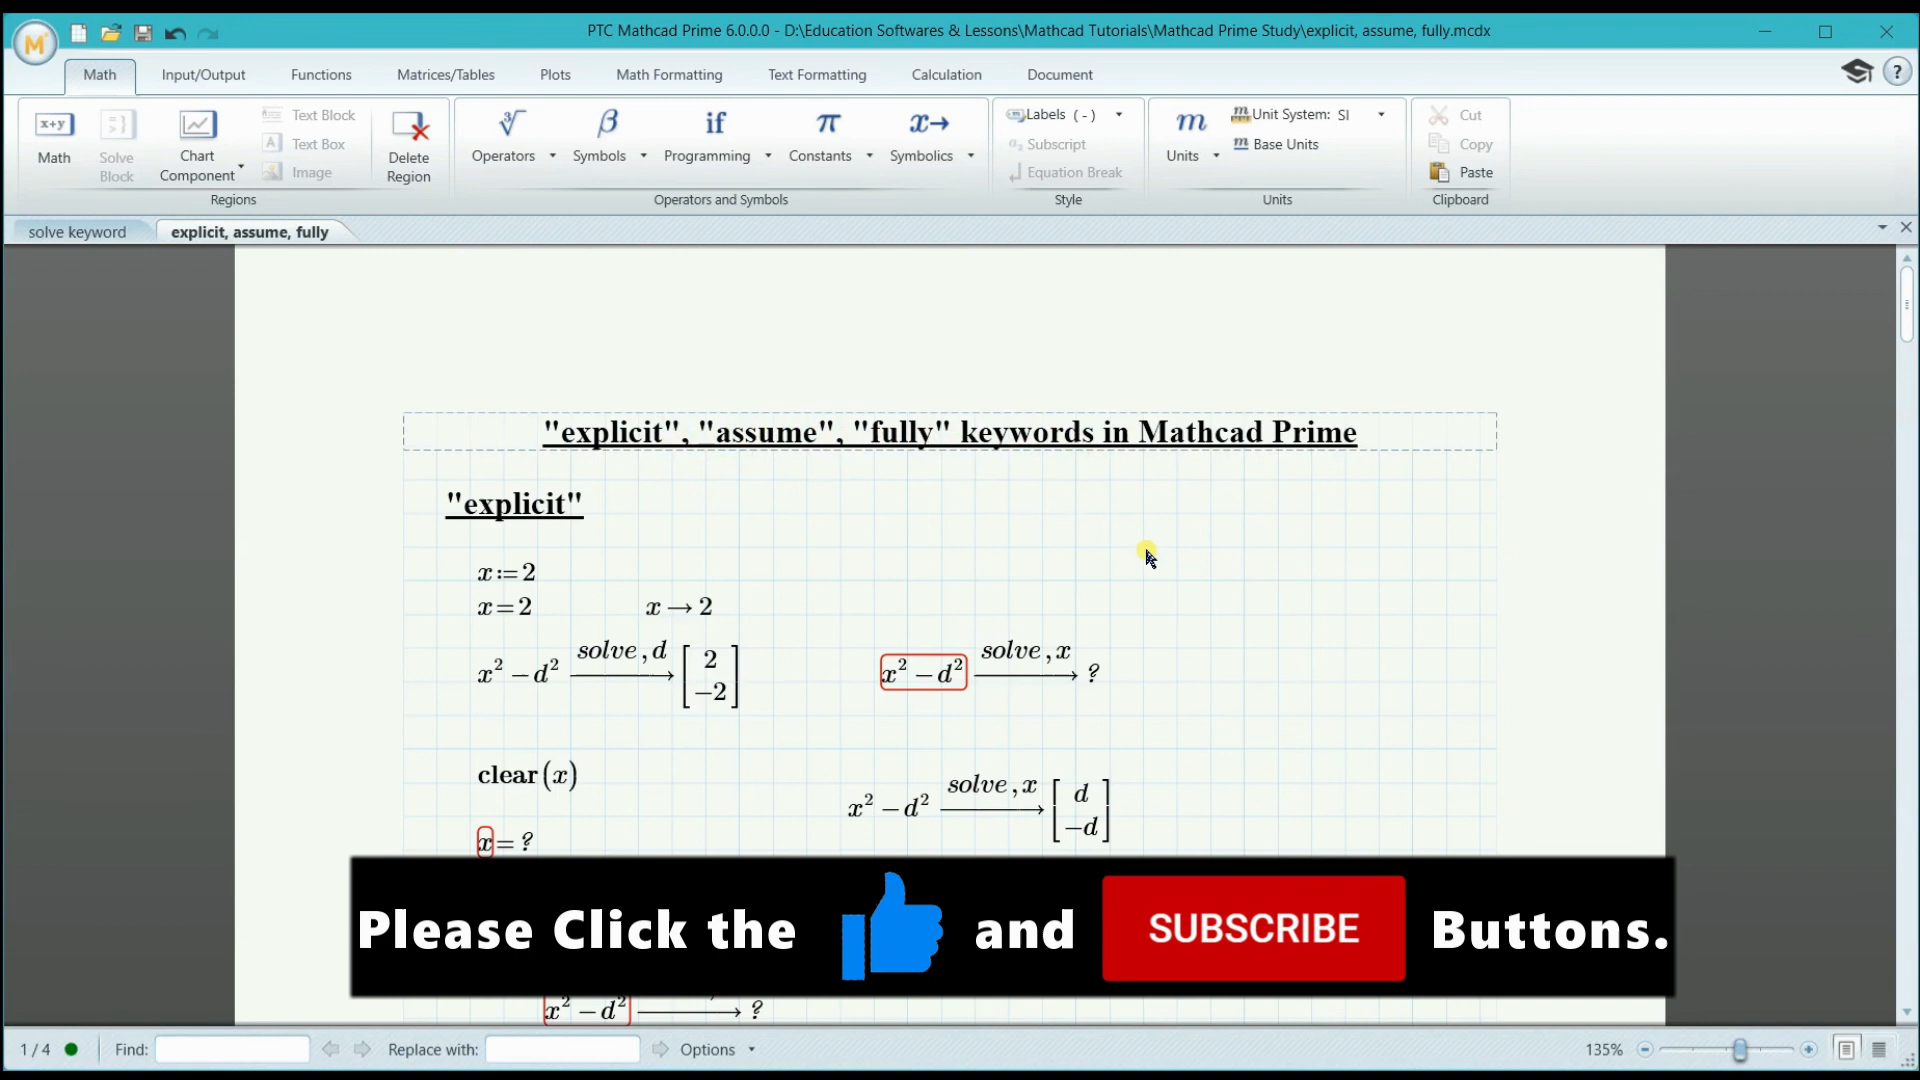 PTC Mathcad Prime 6.0.0.0 - D:\Education Softwares & Lessons\Mathcad Tutorials\Mathcad Prime Study\explicit, assume, fully.mcdx
Math Input/Output Functions Matrices/Tables Plots Math Formatting Text Formatting Calculation Document
Math
Solve Block
Chart Component
Text Block
Text Box
Image
Delete Region
Regions
Operators Symbols Programming Constants Symbolics
Operators and Symbols
Labels ( - )
Subscript
Equation Break
Style
Units
Unit System: SI
Base Units
Units
Cut
Copy
Paste
Clipboard
solve keyword explicit, assume, fully
"explicit", "assume", "fully" keywords in Mathcad Prime
"explicit"
x:=2
x=2 x→2
x² − d² solve, d → [2 −2] x² − d² solve, x → ?
clear(x) x² − d² solve, x → [d −d]
x=?
Please Click the and SUBSCRIBE Buttons.
x² − d² → ?
1 / 4 Find: Replace with: Options 135%